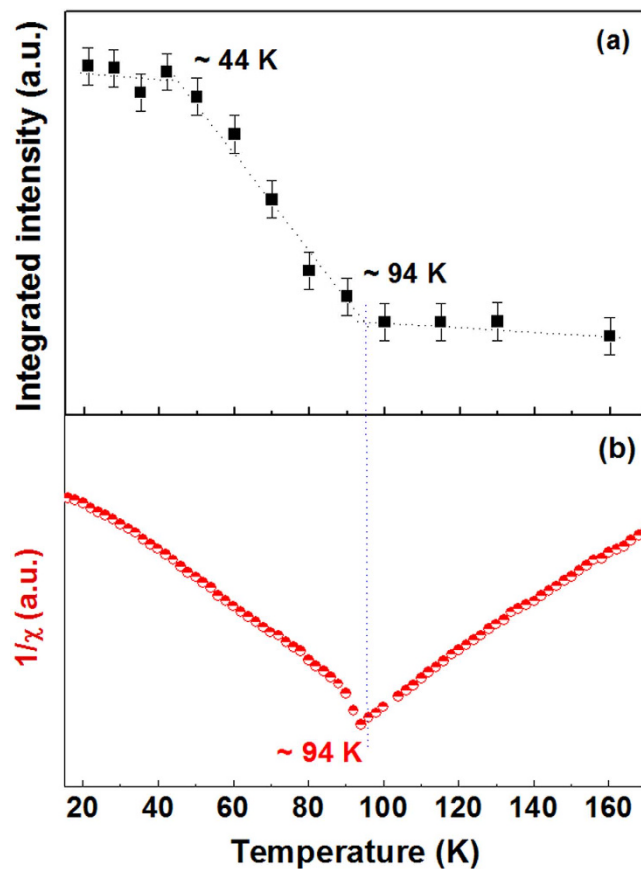 (a)
~ 44 K
~ 94 K
Integrated intensity (a.u.)
(b)
1/χ (a.u.)
~ 94 K
20 40 60 80 100 120 140 160
Temperature (K)